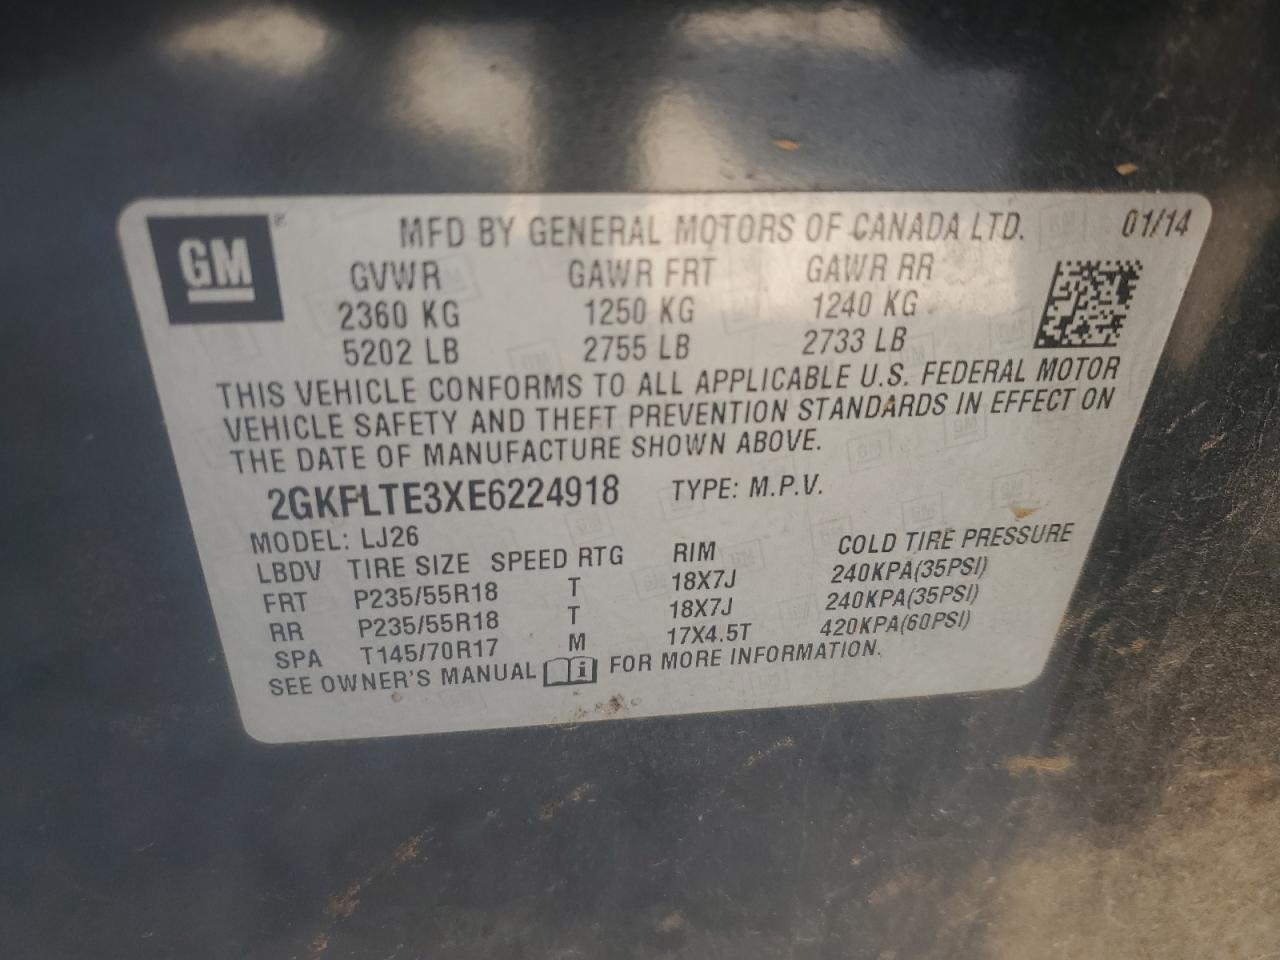 GM
MFD BY GENERAL MOTORS OF CANADA LTD. 01/14
GVWR GAWR FRT GAWR RR
2360 KG 1250 KG 1240 KG
5202 LB 2755 LB 2733 LB
THIS VEHICLE CONFORMS TO ALL APPLICABLE U.S. FEDERAL MOTOR
VEHICLE SAFETY AND THEFT PREVENTION STANDARDS IN EFFECT ON
THE DATE OF MANUFACTURE SHOWN ABOVE.
2GKFLTE3XE6224918 TYPE: M.P.V.
MODEL: LJ26
LBDV TIRE SIZE SPEED RTG RIM COLD TIRE PRESSURE
FRT P235/55R18 T 18X7J 240KPA(35PSI)
RR P235/55R18 T 18X7J 240KPA(35PSI)
SPA T145/70R17 M 17X4.5T 420KPA(60PSI)
SEE OWNER'S MANUAL i FOR MORE INFORMATION.